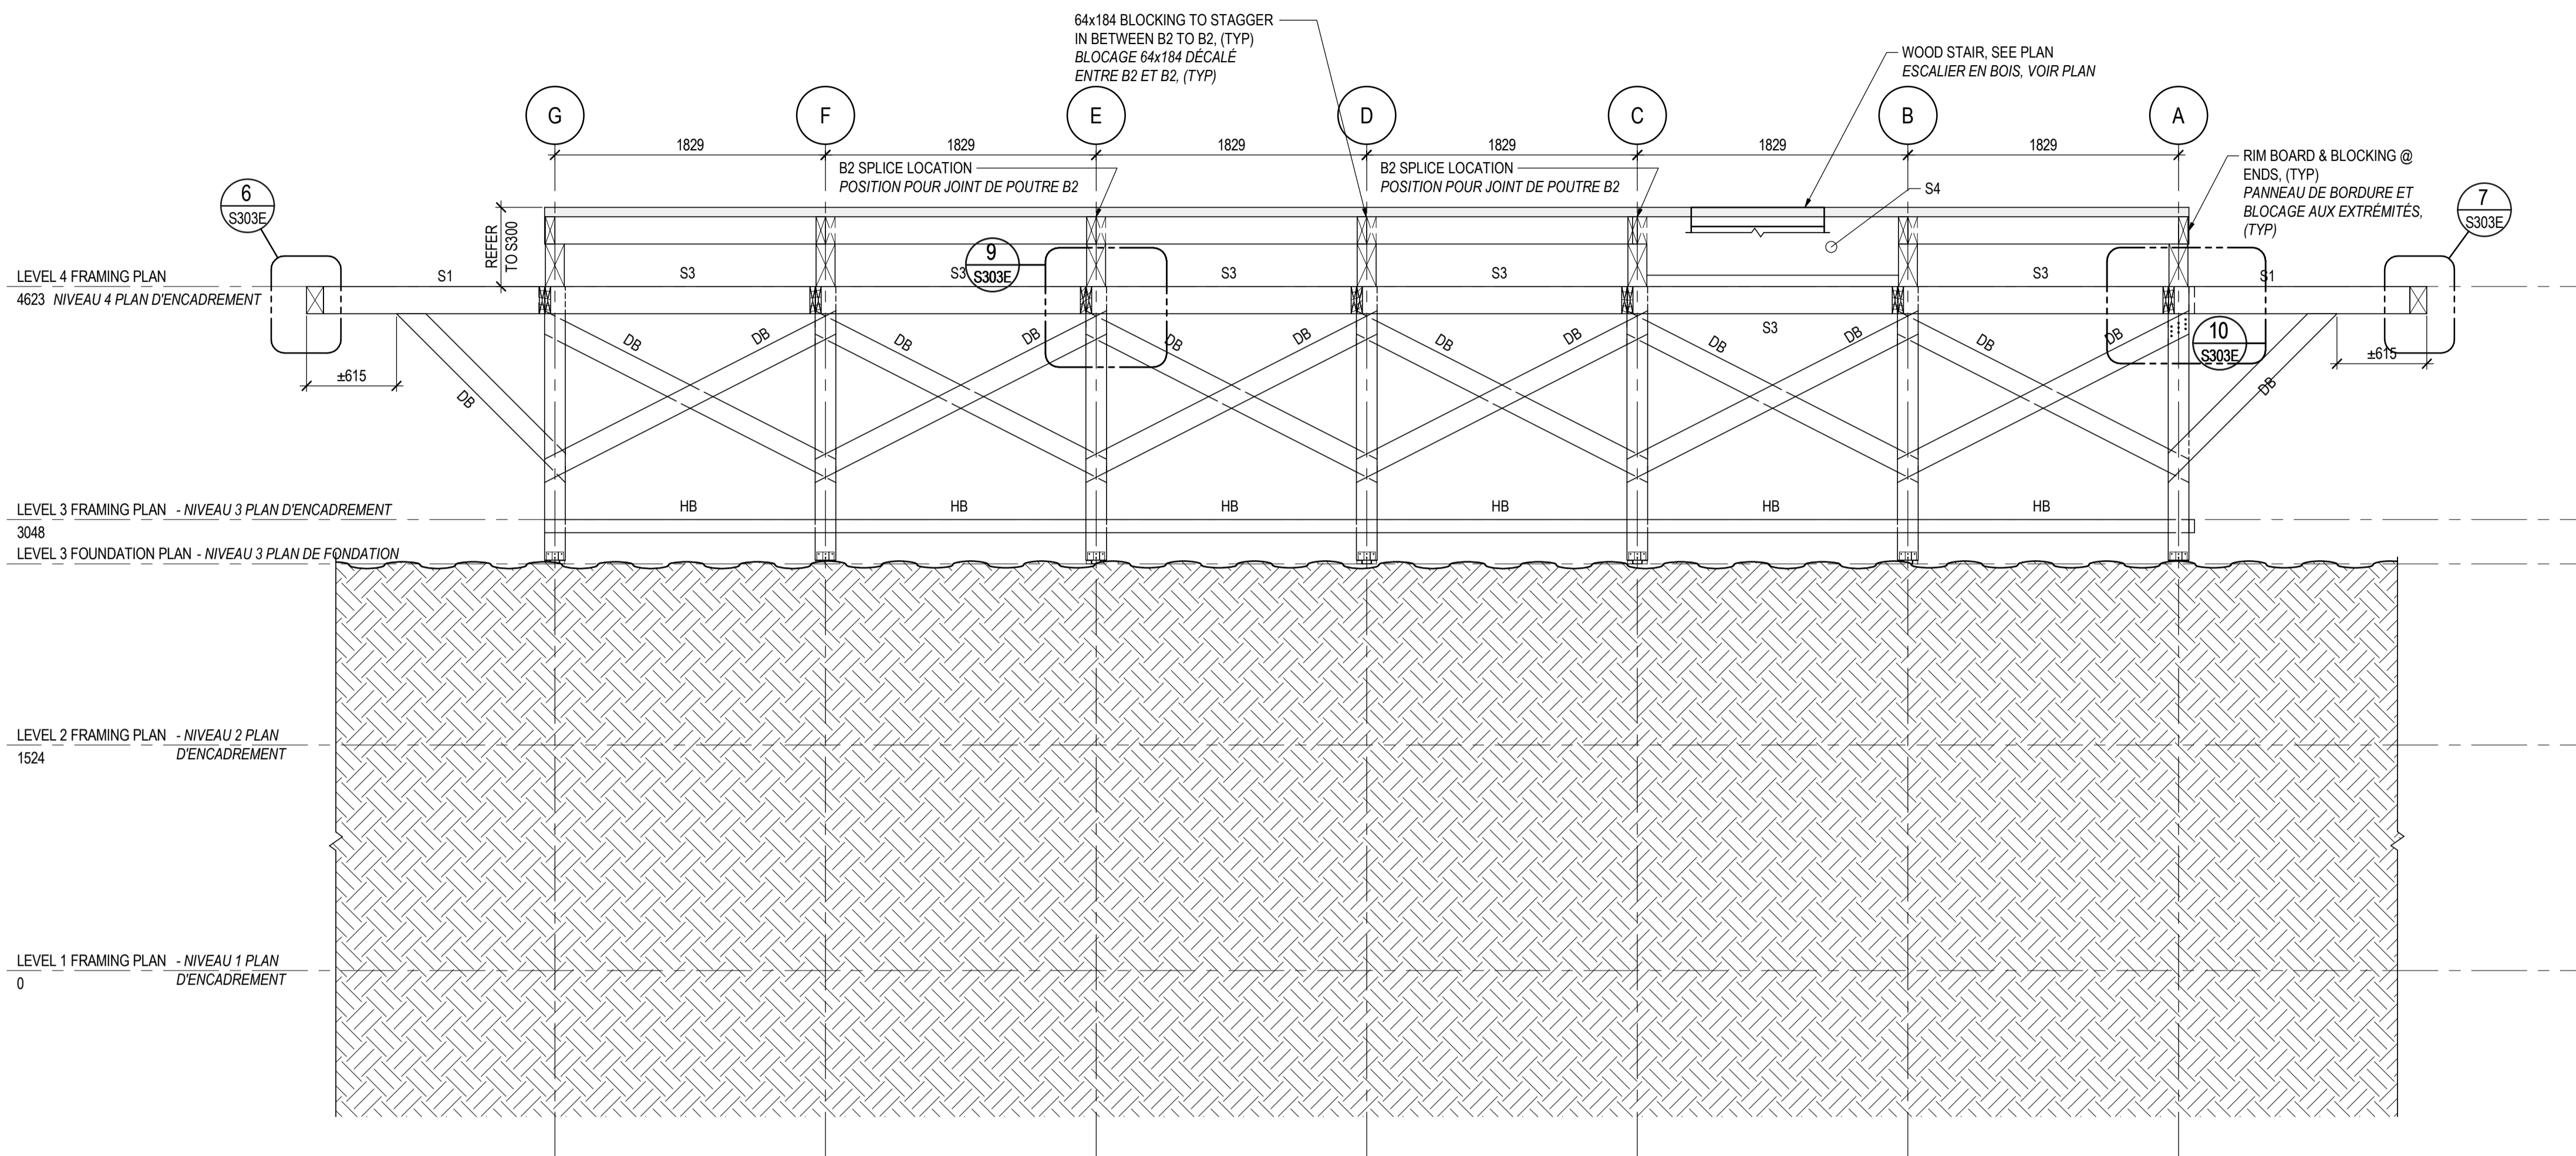 64x184 BLOCKING TO STAGGER
IN BETWEEN B2 TO B2, (TYP)
BLOCAGE 64x184 DÉCALÉ
ENTRE B2 ET B2, (TYP)
WOOD STAIR, SEE PLAN
ESCALIER EN BOIS, VOIR PLAN
G
F
E
D
C
B
A
1829
1829
1829
1829
1829
1829
B2 SPLICE LOCATION
POSITION POUR JOINT DE POUTRE B2
B2 SPLICE LOCATION
POSITION POUR JOINT DE POUTRE B2
S4
RIM BOARD & BLOCKING @
ENDS, (TYP)
PANNEAU DE BORDURE ET
BLOCAGE AUX EXTRÉMITÉS,
(TYP)
6
S303E
7
S303E
REFER
TO S300
9
S303E
10
S303E
LEVEL 4 FRAMING PLAN
4623 NIVEAU 4 PLAN D'ENCADREMENT
S1
S3
S3
S3
S3
S3
S1
S3
DB
DB
DB
DB
DB
DB
DB
DB
DB
DB
DB
DB
±615
±615
DB
DB
LEVEL 3 FRAMING PLAN - NIVEAU 3 PLAN D'ENCADREMENT
3048
HB
HB
HB
HB
HB
HB
LEVEL 3 FOUNDATION PLAN - NIVEAU 3 PLAN DE FONDATION
LEVEL 2 FRAMING PLAN - NIVEAU 2 PLAN
D'ENCADREMENT
1524
LEVEL 1 FRAMING PLAN - NIVEAU 1 PLAN
D'ENCADREMENT
0